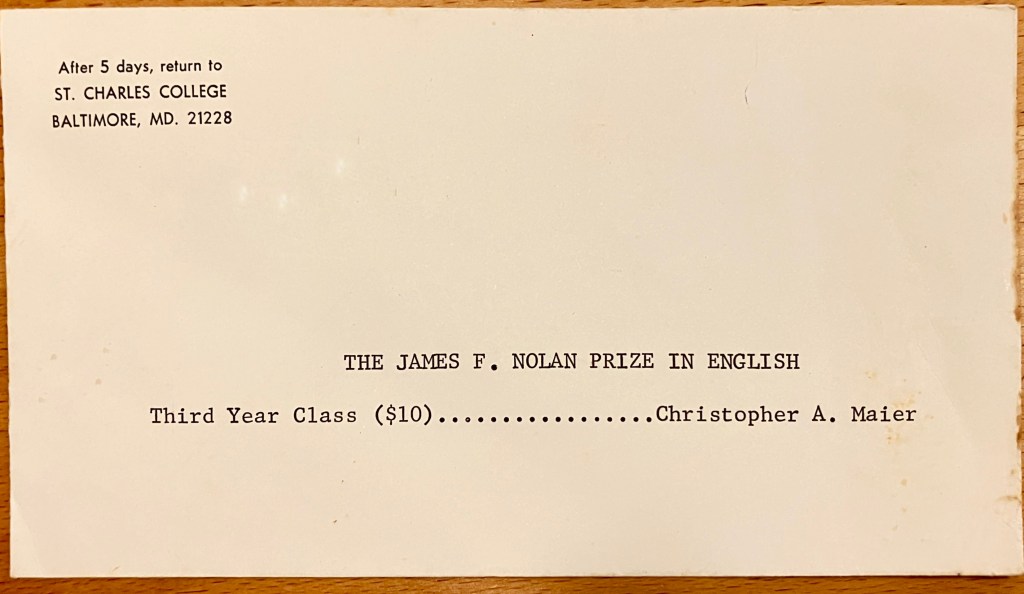 After 5 days, return to
ST. CHARLES COLLEGE
BALTIMORE, MD. 21228
THE JAMES F. NOLAN PRIZE IN ENGLISH
Third Year Class ($10).................Christopher A. Maier